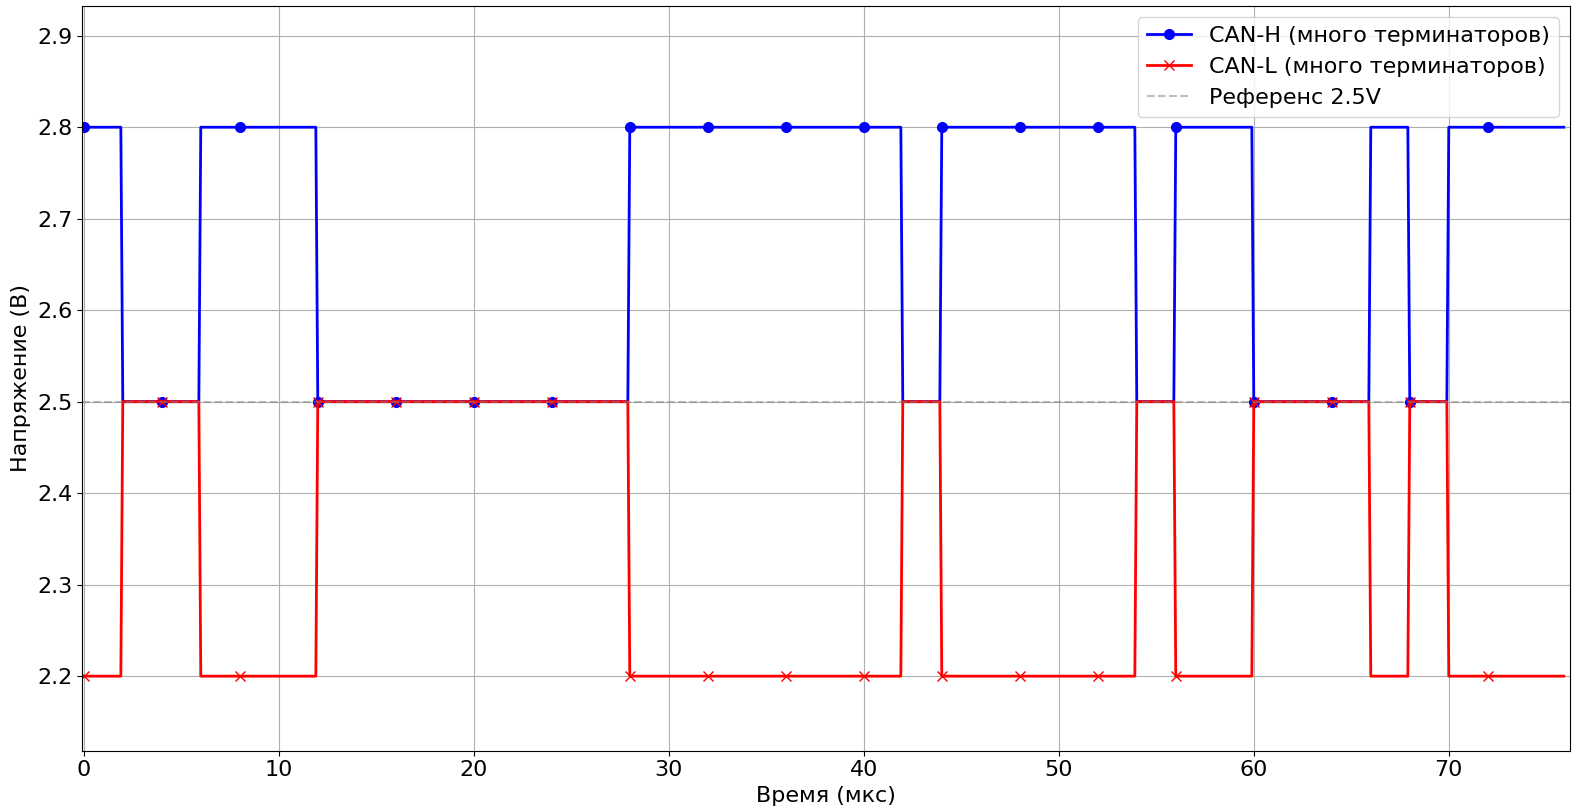 CAN-H (много терминаторов)
CAN-L (много терминаторов)
Референс 2.5V
Напряжение (В)
2.9
2.8
2.7
2.6
2.5
2.4
2.3
2.2
0 10 20 30 40 50 60 70
Время (мкс)